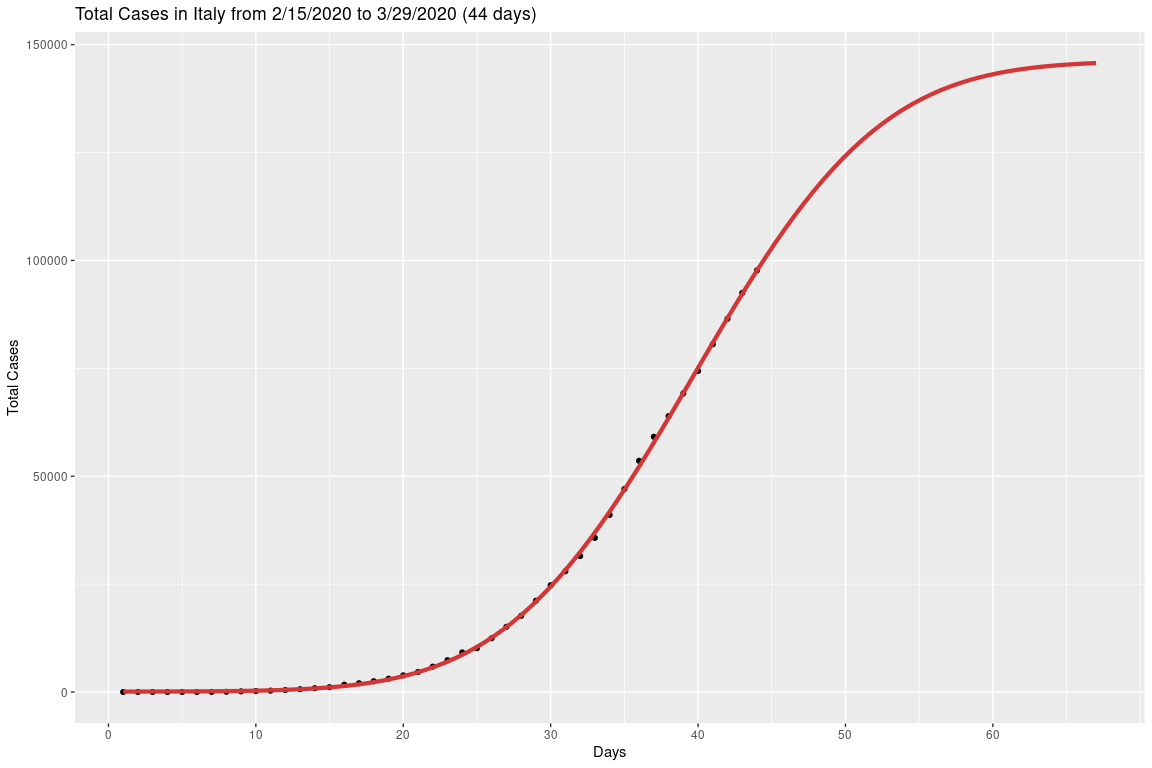 Total Cases in Italy from 2/15/2020 to 3/29/2020 (44 days)
150000
100000
50000
0
Total Cases
0 10 20 30 40 50 60
Days